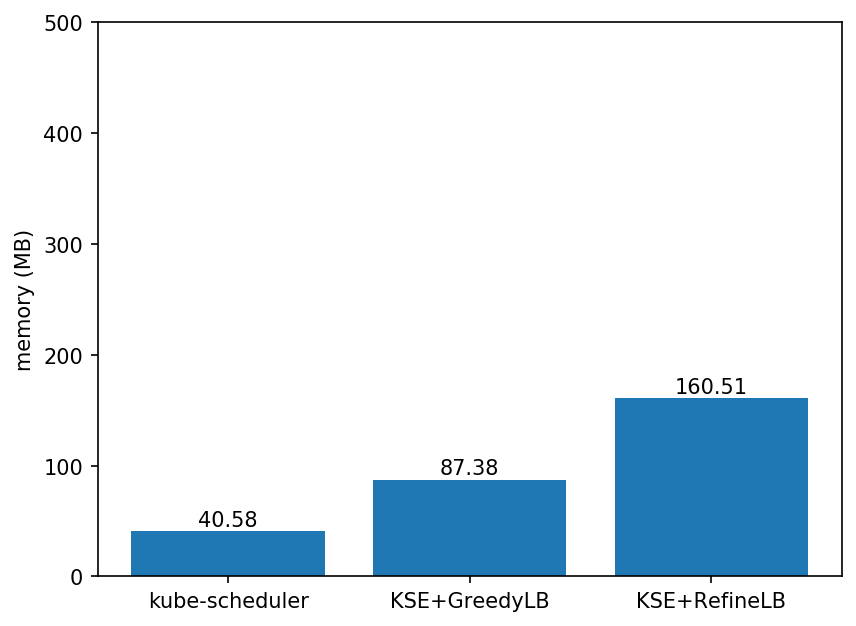 500
400
300
200
100
0
memory (MB)
40.58
87.38
160.51
kube-scheduler
KSE+GreedyLB
KSE+RefineLB